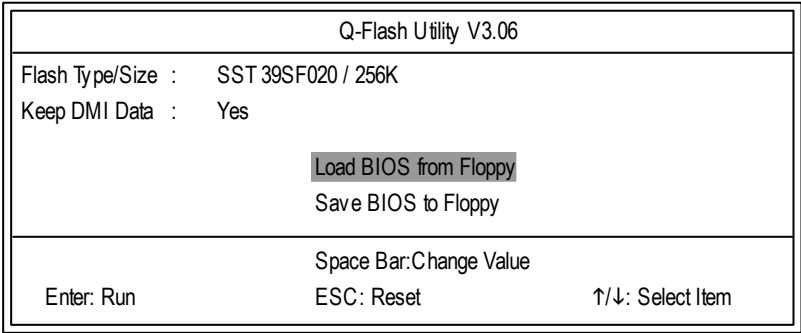 Q-Flash Utility V3.06
Flash Type/Size : SST 39SF020 / 256K
Keep DMI Data : Yes
Load BIOS from Floppy
Save BIOS to Floppy
Space Bar:Change Value
Enter: Run ESC: Reset ↑/↓: Select Item